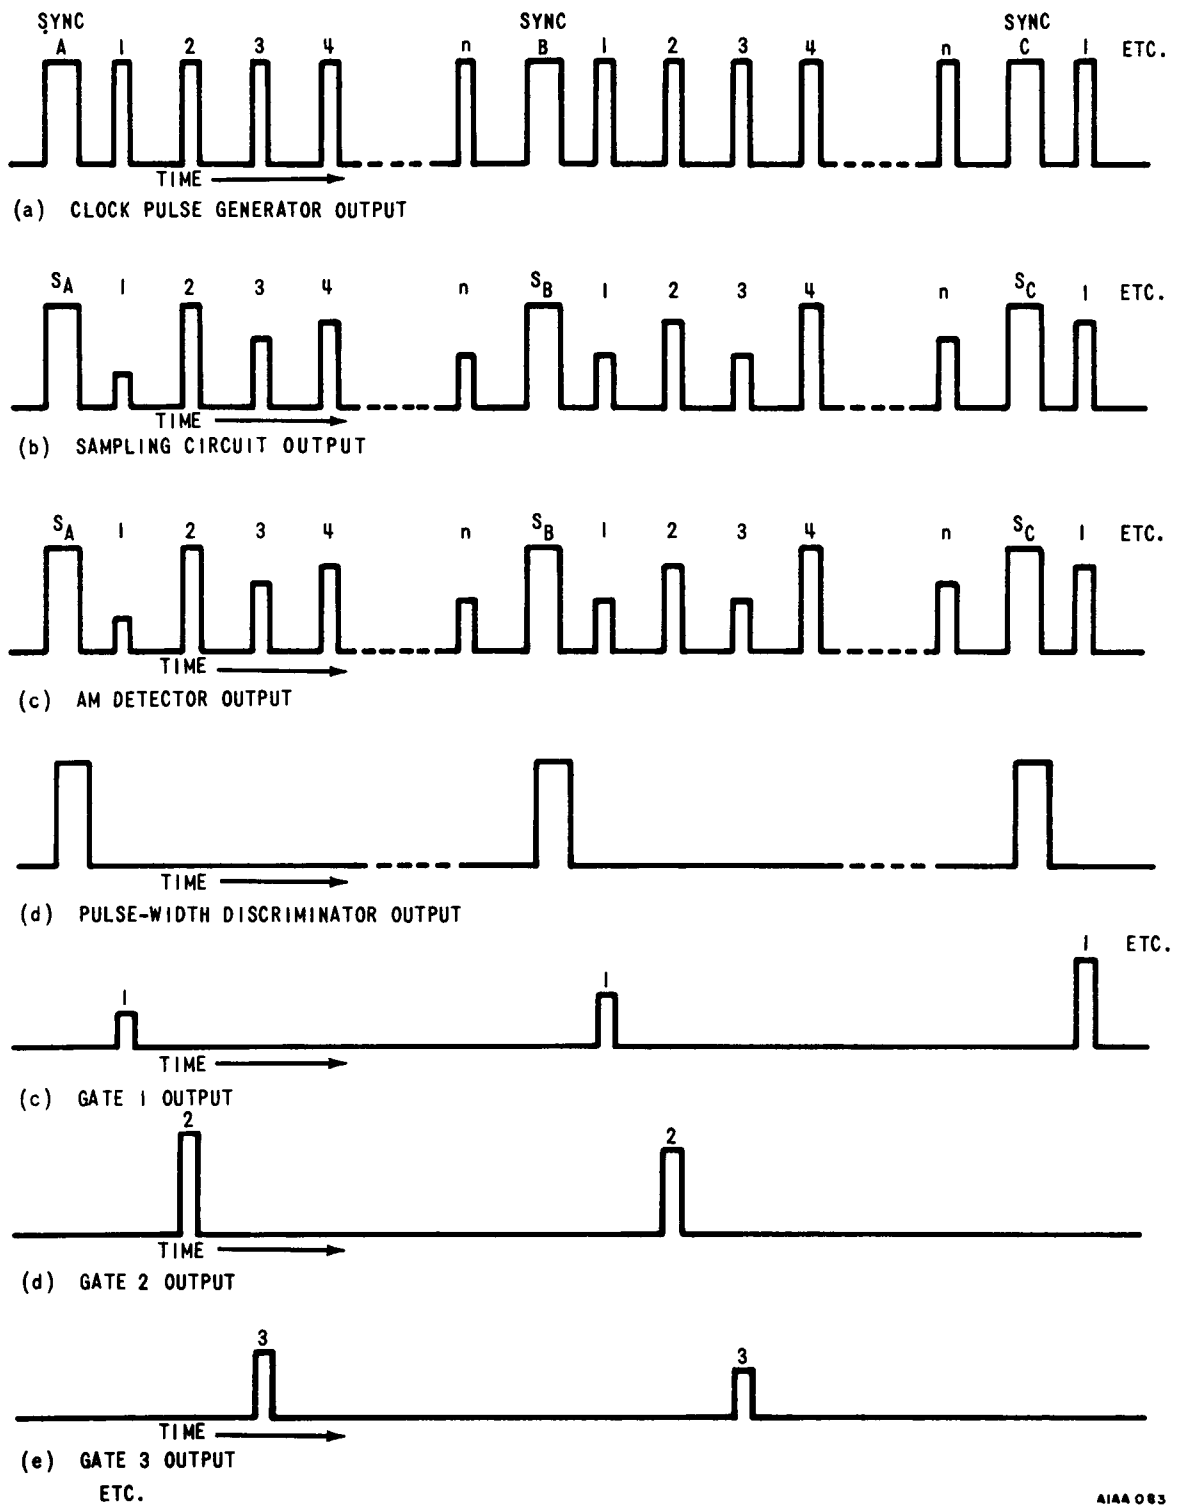 SYNC SYNC SYNC
A 1 2 3 4 n B 1 2 3 4 n C 1 ETC.
TIME
(a) CLOCK PULSE GENERATOR OUTPUT
SA 1 2 3 4 n SB 1 2 3 4 n SC 1 ETC.
TIME
(b) SAMPLING CIRCUIT OUTPUT
SA 1 2 3 4 n SB 1 2 3 4 n SC 1 ETC.
TIME
(c) AM DETECTOR OUTPUT
TIME
(d) PULSE-WIDTH DISCRIMINATOR OUTPUT
1 1 1 ETC.
TIME
(c) GATE 1 OUTPUT
2 2
TIME
(d) GATE 2 OUTPUT
3 3
TIME
(e) GATE 3 OUTPUT
ETC.
AIAA 083